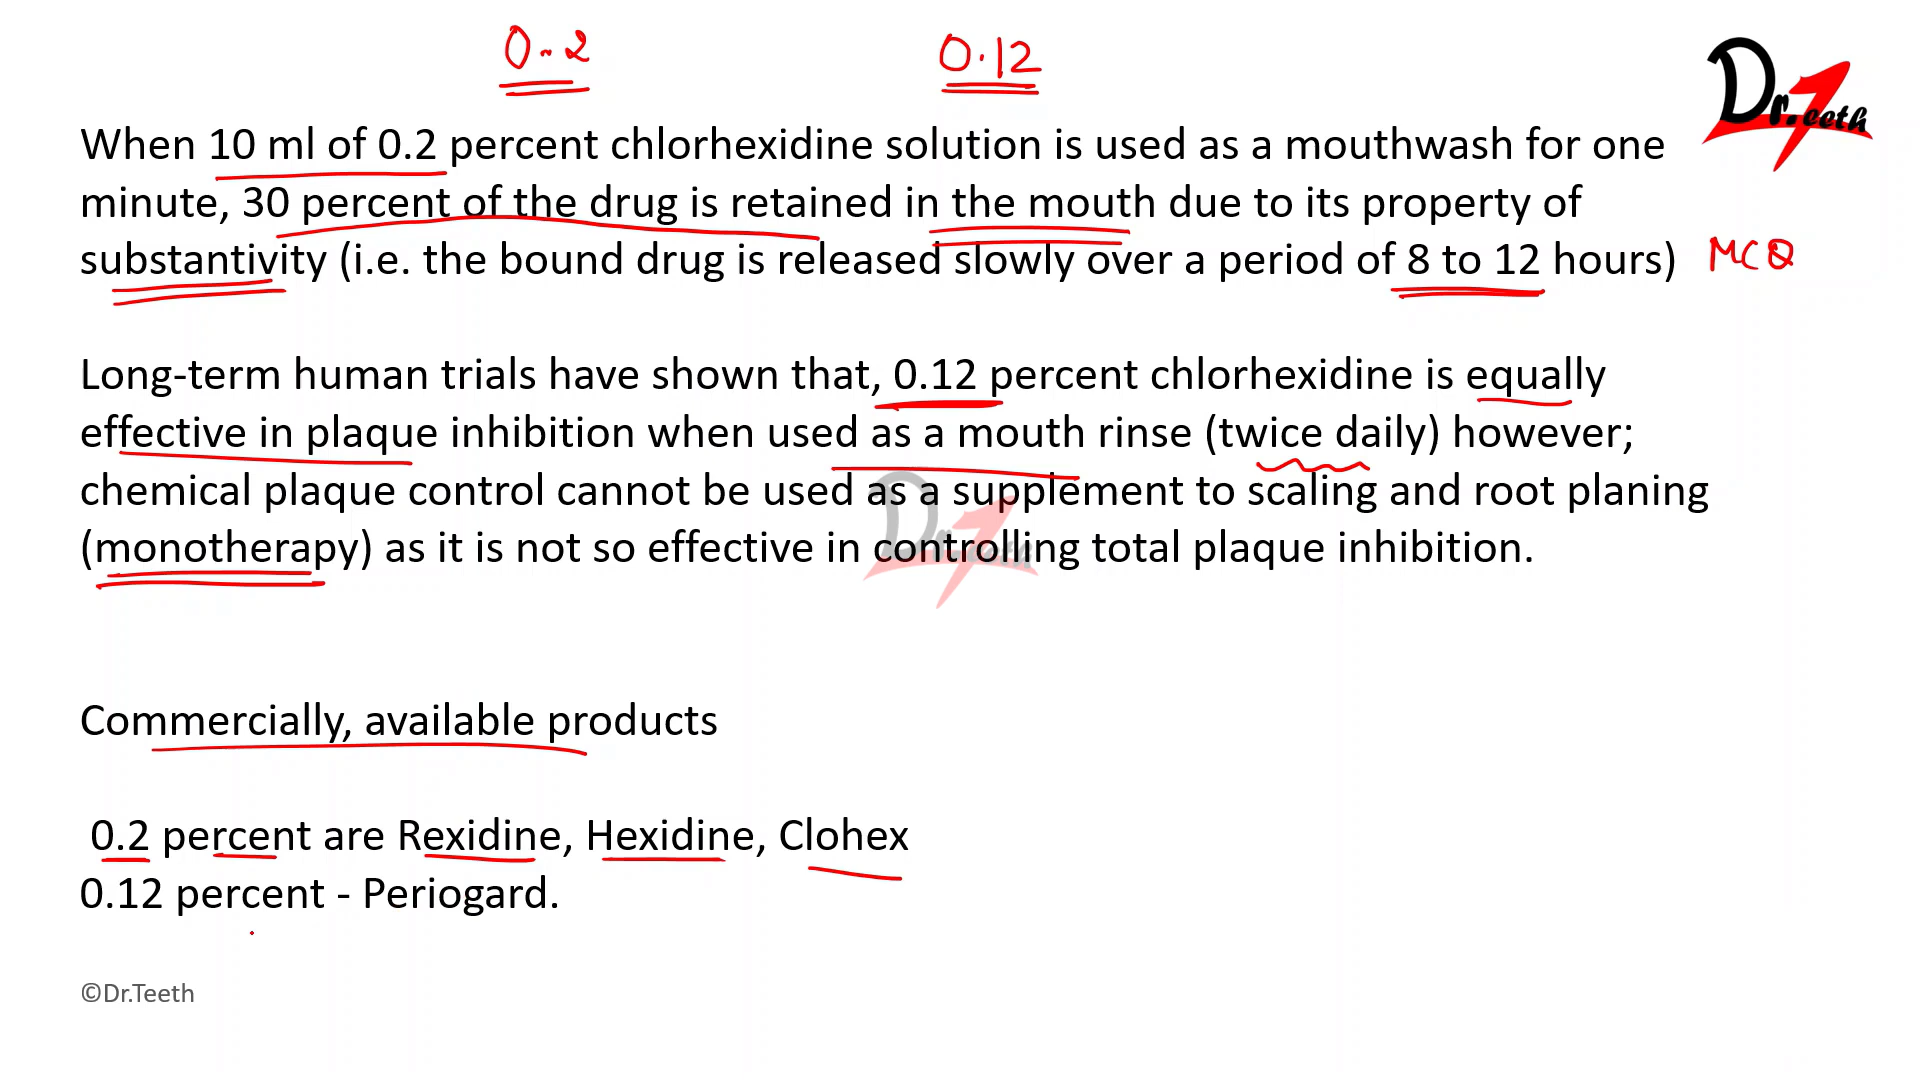 0.2 0.12
Dr.Teeth
When 10 ml of 0.2 percent chlorhexidine solution is used as a mouthwash for one
minute, 30 percent of the drug is retained in the mouth due to its property of
substantivity (i.e. the bound drug is released slowly over a period of 8 to 12 hours) MCQ
Long-term human trials have shown that, 0.12 percent chlorhexidine is equally
effective in plaque inhibition when used as a mouth rinse (twice daily) however;
chemical plaque control cannot be used as a supplement to scaling and root planing
(monotherapy) as it is not so effective in controlling total plaque inhibition.
Dr.Teeth
Commercially, available products
0.2 percent are Rexidine, Hexidine, Clohex
0.12 percent - Periogard.
©Dr.Teeth